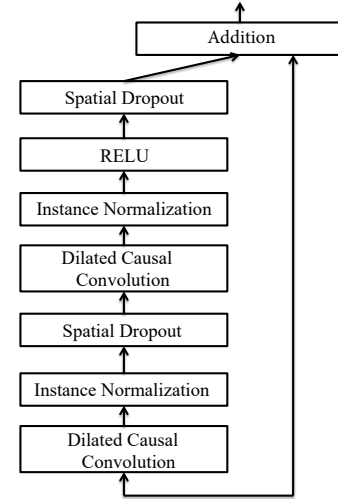 Addition
Spatial Dropout
RELU
Instance Normalization
Dilated Causal
Convolution
Spatial Dropout
Instance Normalization
Dilated Causal
Convolution